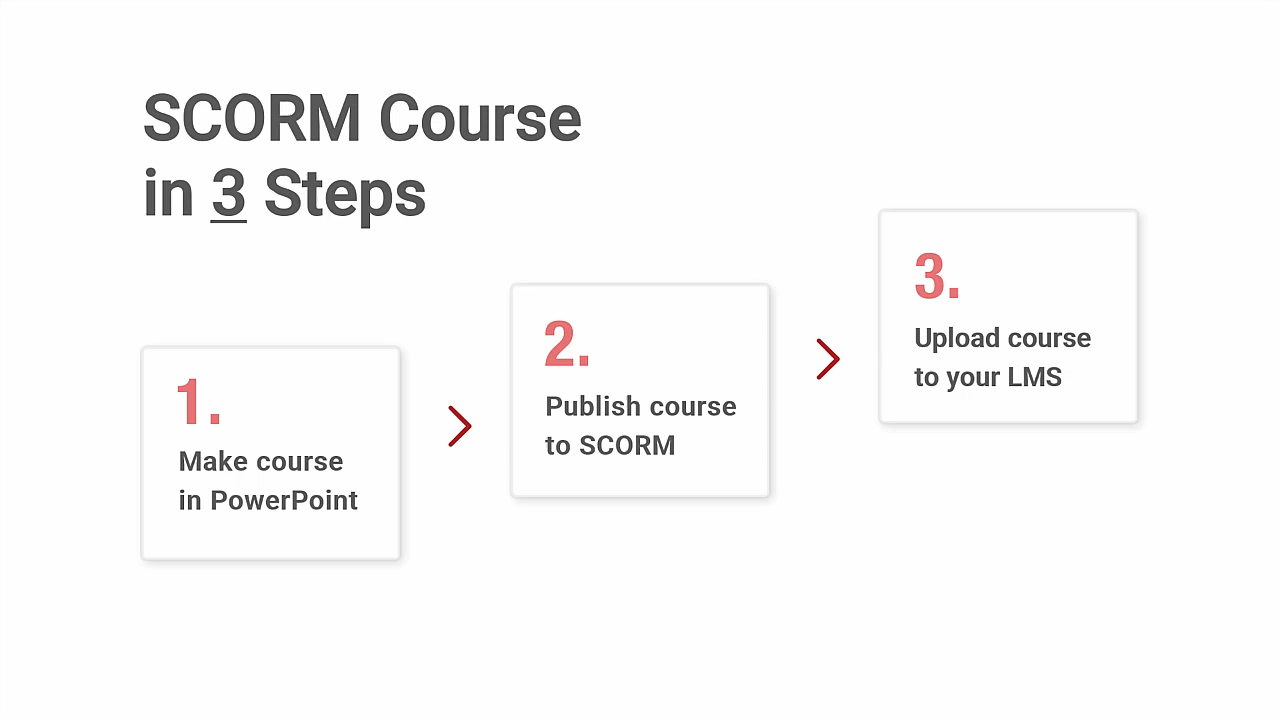 SCORM Course
in 3 Steps
1.
Make course
in PowerPoint
2.
Publish course
to SCORM
3.
Upload course
to your LMS